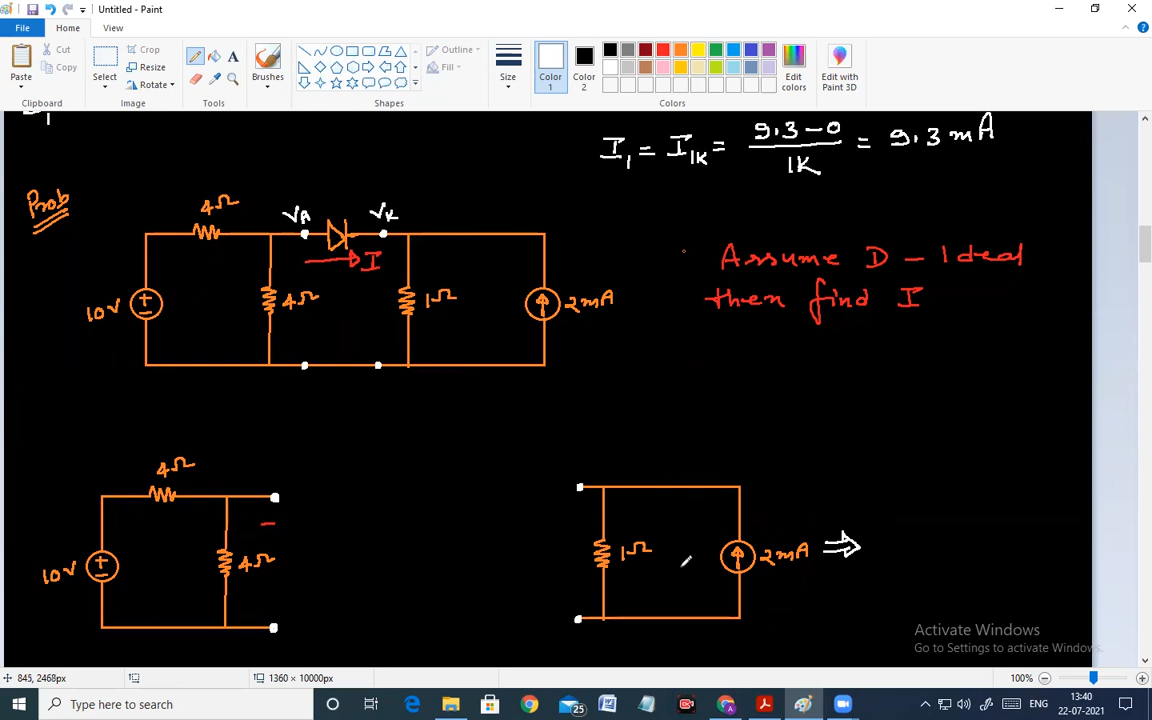 Untitled - Paint
File Home View
Paste Cut Copy Clipboard
Select Crop Resize Rotate Image
Tools
Brushes
Outline Fill Shapes
Size
Color 1 Color 2 Edit colors Colors
Edit with Paint 3D
I₁ = I1K = 9.3 - 0 / 1K = 9.3 mA
Prob
4Ω
VA VK
I
10V 4Ω 1Ω 2mA
Assume D - Ideal
then find I
4Ω
10V 4Ω
1Ω 2mA ⇒
Activate Windows
Go to Settings to activate Windows.
845, 2468px 1360 × 10000px 100%
Type here to search
25
ENG
13:40
22-07-2021